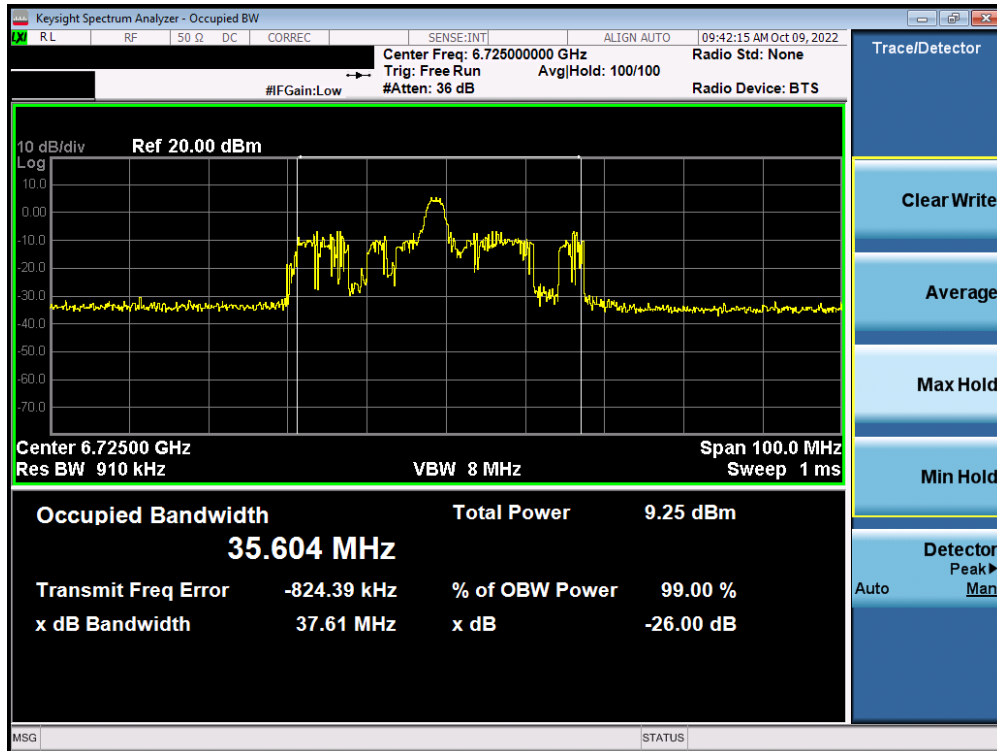 Keysight Spectrum Analyzer - Occupied BW
LXI RL RF 50 Ω DC CORREC SENSE:INT ALIGN AUTO 09:42:15 AM Oct 09, 2022
Center Freq: 6.725000000 GHz Radio Std: None
Trig: Free Run Avg|Hold: 100/100
#IFGain:Low #Atten: 36 dB Radio Device: BTS
Trace/Detector
10 dB/div Ref 20.00 dBm
Log
10.0
0.00
-10.0
-20.0
-30.0
-40.0
-50.0
-60.0
-70.0
Center 6.72500 GHz Span 100.0 MHz
Res BW 910 kHz VBW 8 MHz Sweep 1 ms
Occupied Bandwidth Total Power 9.25 dBm
35.604 MHz
Transmit Freq Error -824.39 kHz % of OBW Power 99.00 %
x dB Bandwidth 37.61 MHz x dB -26.00 dB
Clear Write
Average
Max Hold
Min Hold
Detector
Peak▶
Auto Man
MSG STATUS